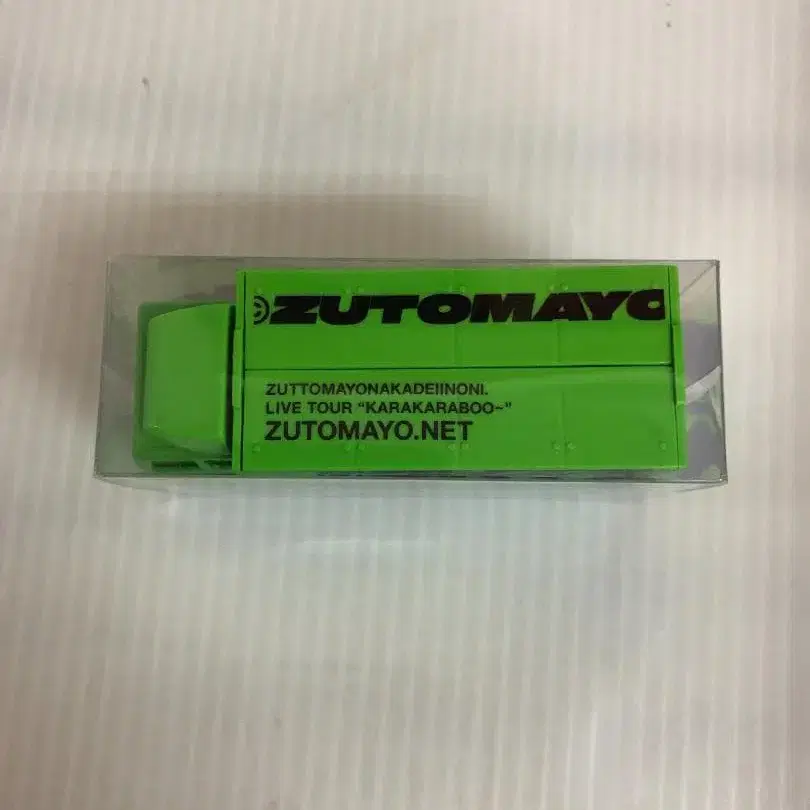 ZUTOMAYO
ZUTTOMAYONAKADEIINONI.
LIVE TOUR “KARAKARABOO~”
ZUTOMAYO.NET